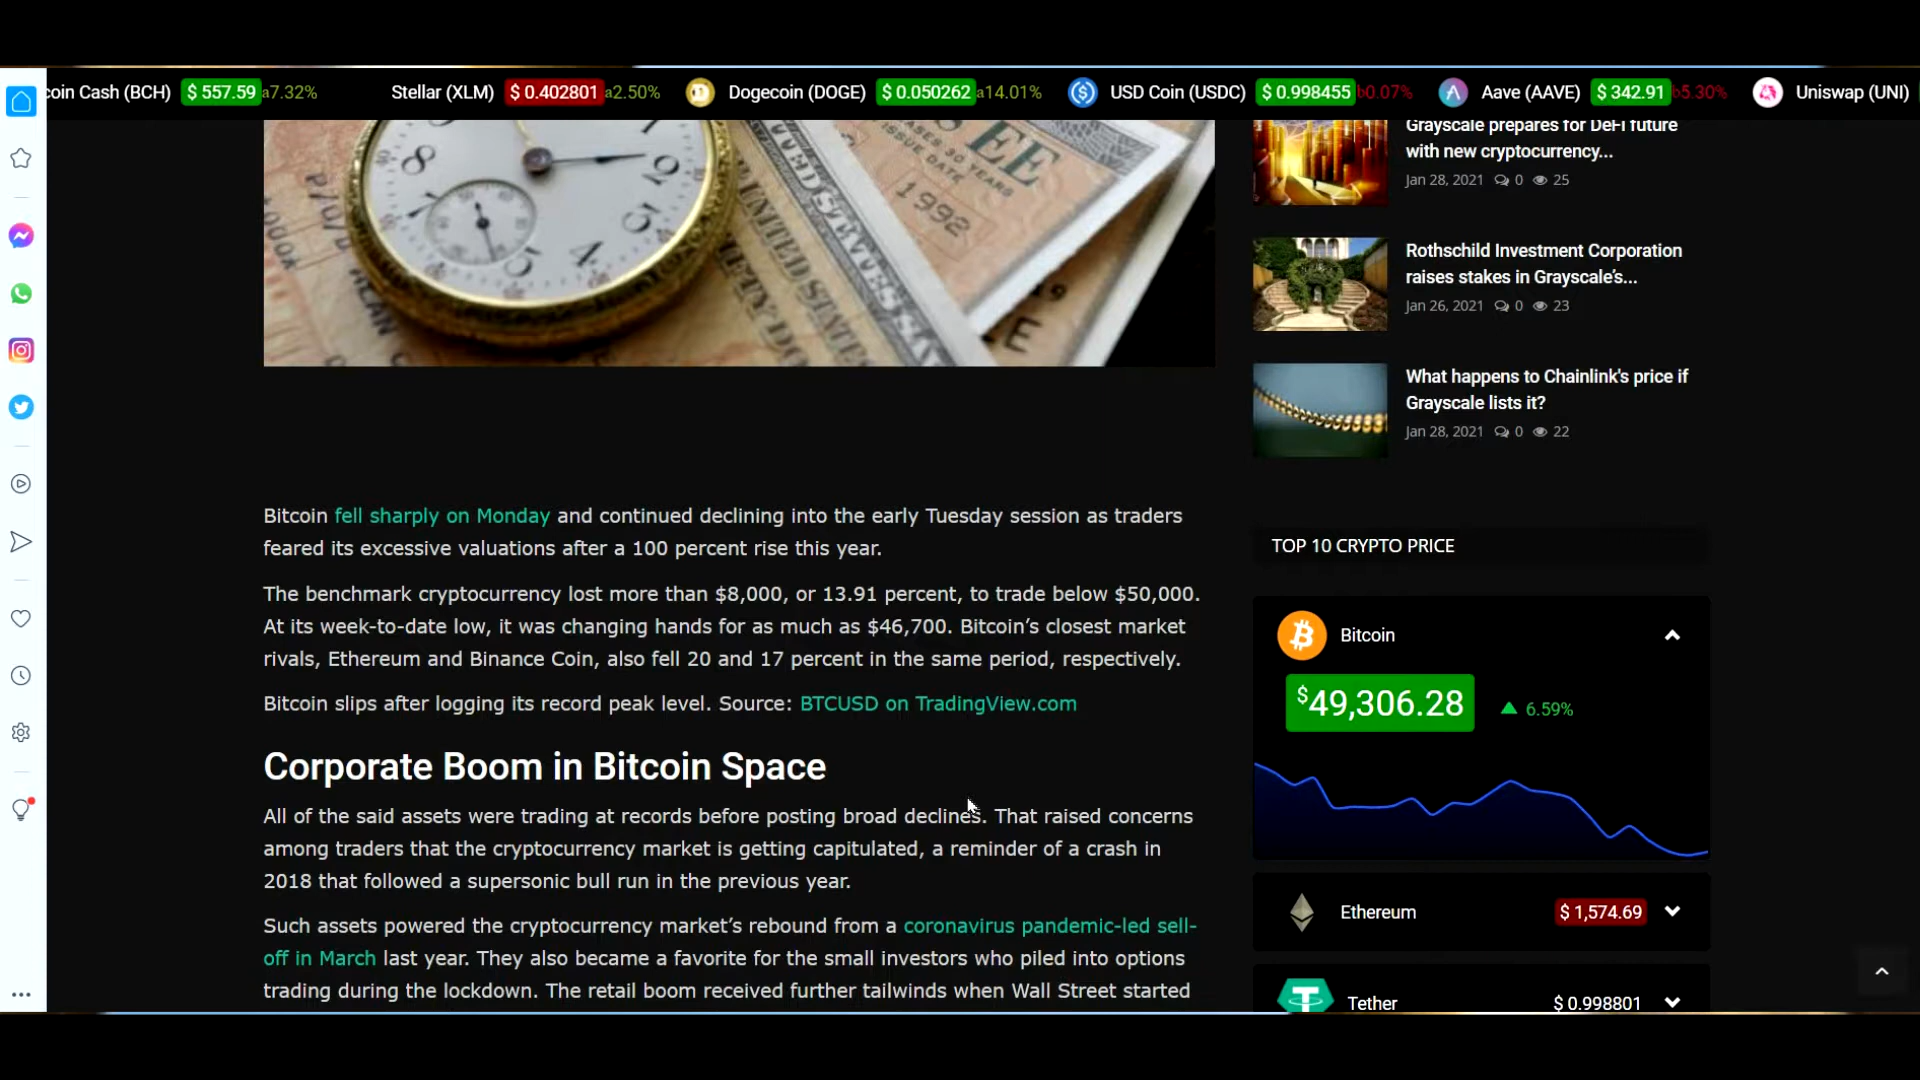 coin Cash (BCH) $ 557.59 a7.32% Stellar (XLM) $ 0.402801 a2.50% Dogecoin (DOGE) $ 0.050262 a14.01% USD Coin (USDC) $ 0.998455 b0.07% Aave (AAVE) $ 342.91 b5.30% Uniswap (UNI)
1992
Grayscale prepares for DeFi future
with new cryptocurrency...
Jan 28, 2021 0 25
Rothschild Investment Corporation
raises stakes in Grayscale's...
Jan 26, 2021 0 23
What happens to Chainlink's price if
Grayscale lists it?
Jan 28, 2021 0 22
Bitcoin fell sharply on Monday and continued declining into the early Tuesday session as traders
feared its excessive valuations after a 100 percent rise this year.
The benchmark cryptocurrency lost more than $8,000, or 13.91 percent, to trade below $50,000.
At its week-to-date low, it was changing hands for as much as $46,700. Bitcoin's closest market
rivals, Ethereum and Binance Coin, also fell 20 and 17 percent in the same period, respectively.
Bitcoin slips after logging its record peak level. Source: BTCUSD on TradingView.com
Corporate Boom in Bitcoin Space
All of the said assets were trading at records before posting broad declines. That raised concerns
among traders that the cryptocurrency market is getting capitulated, a reminder of a crash in
2018 that followed a supersonic bull run in the previous year.
Such assets powered the cryptocurrency market's rebound from a coronavirus pandemic-led sell-
off in March last year. They also became a favorite for the small investors who piled into options
trading during the lockdown. The retail boom received further tailwinds when Wall Street started
TOP 10 CRYPTO PRICE
Bitcoin
$49,306.28 6.59%
Ethereum $ 1,574.69
Tether $ 0.998801